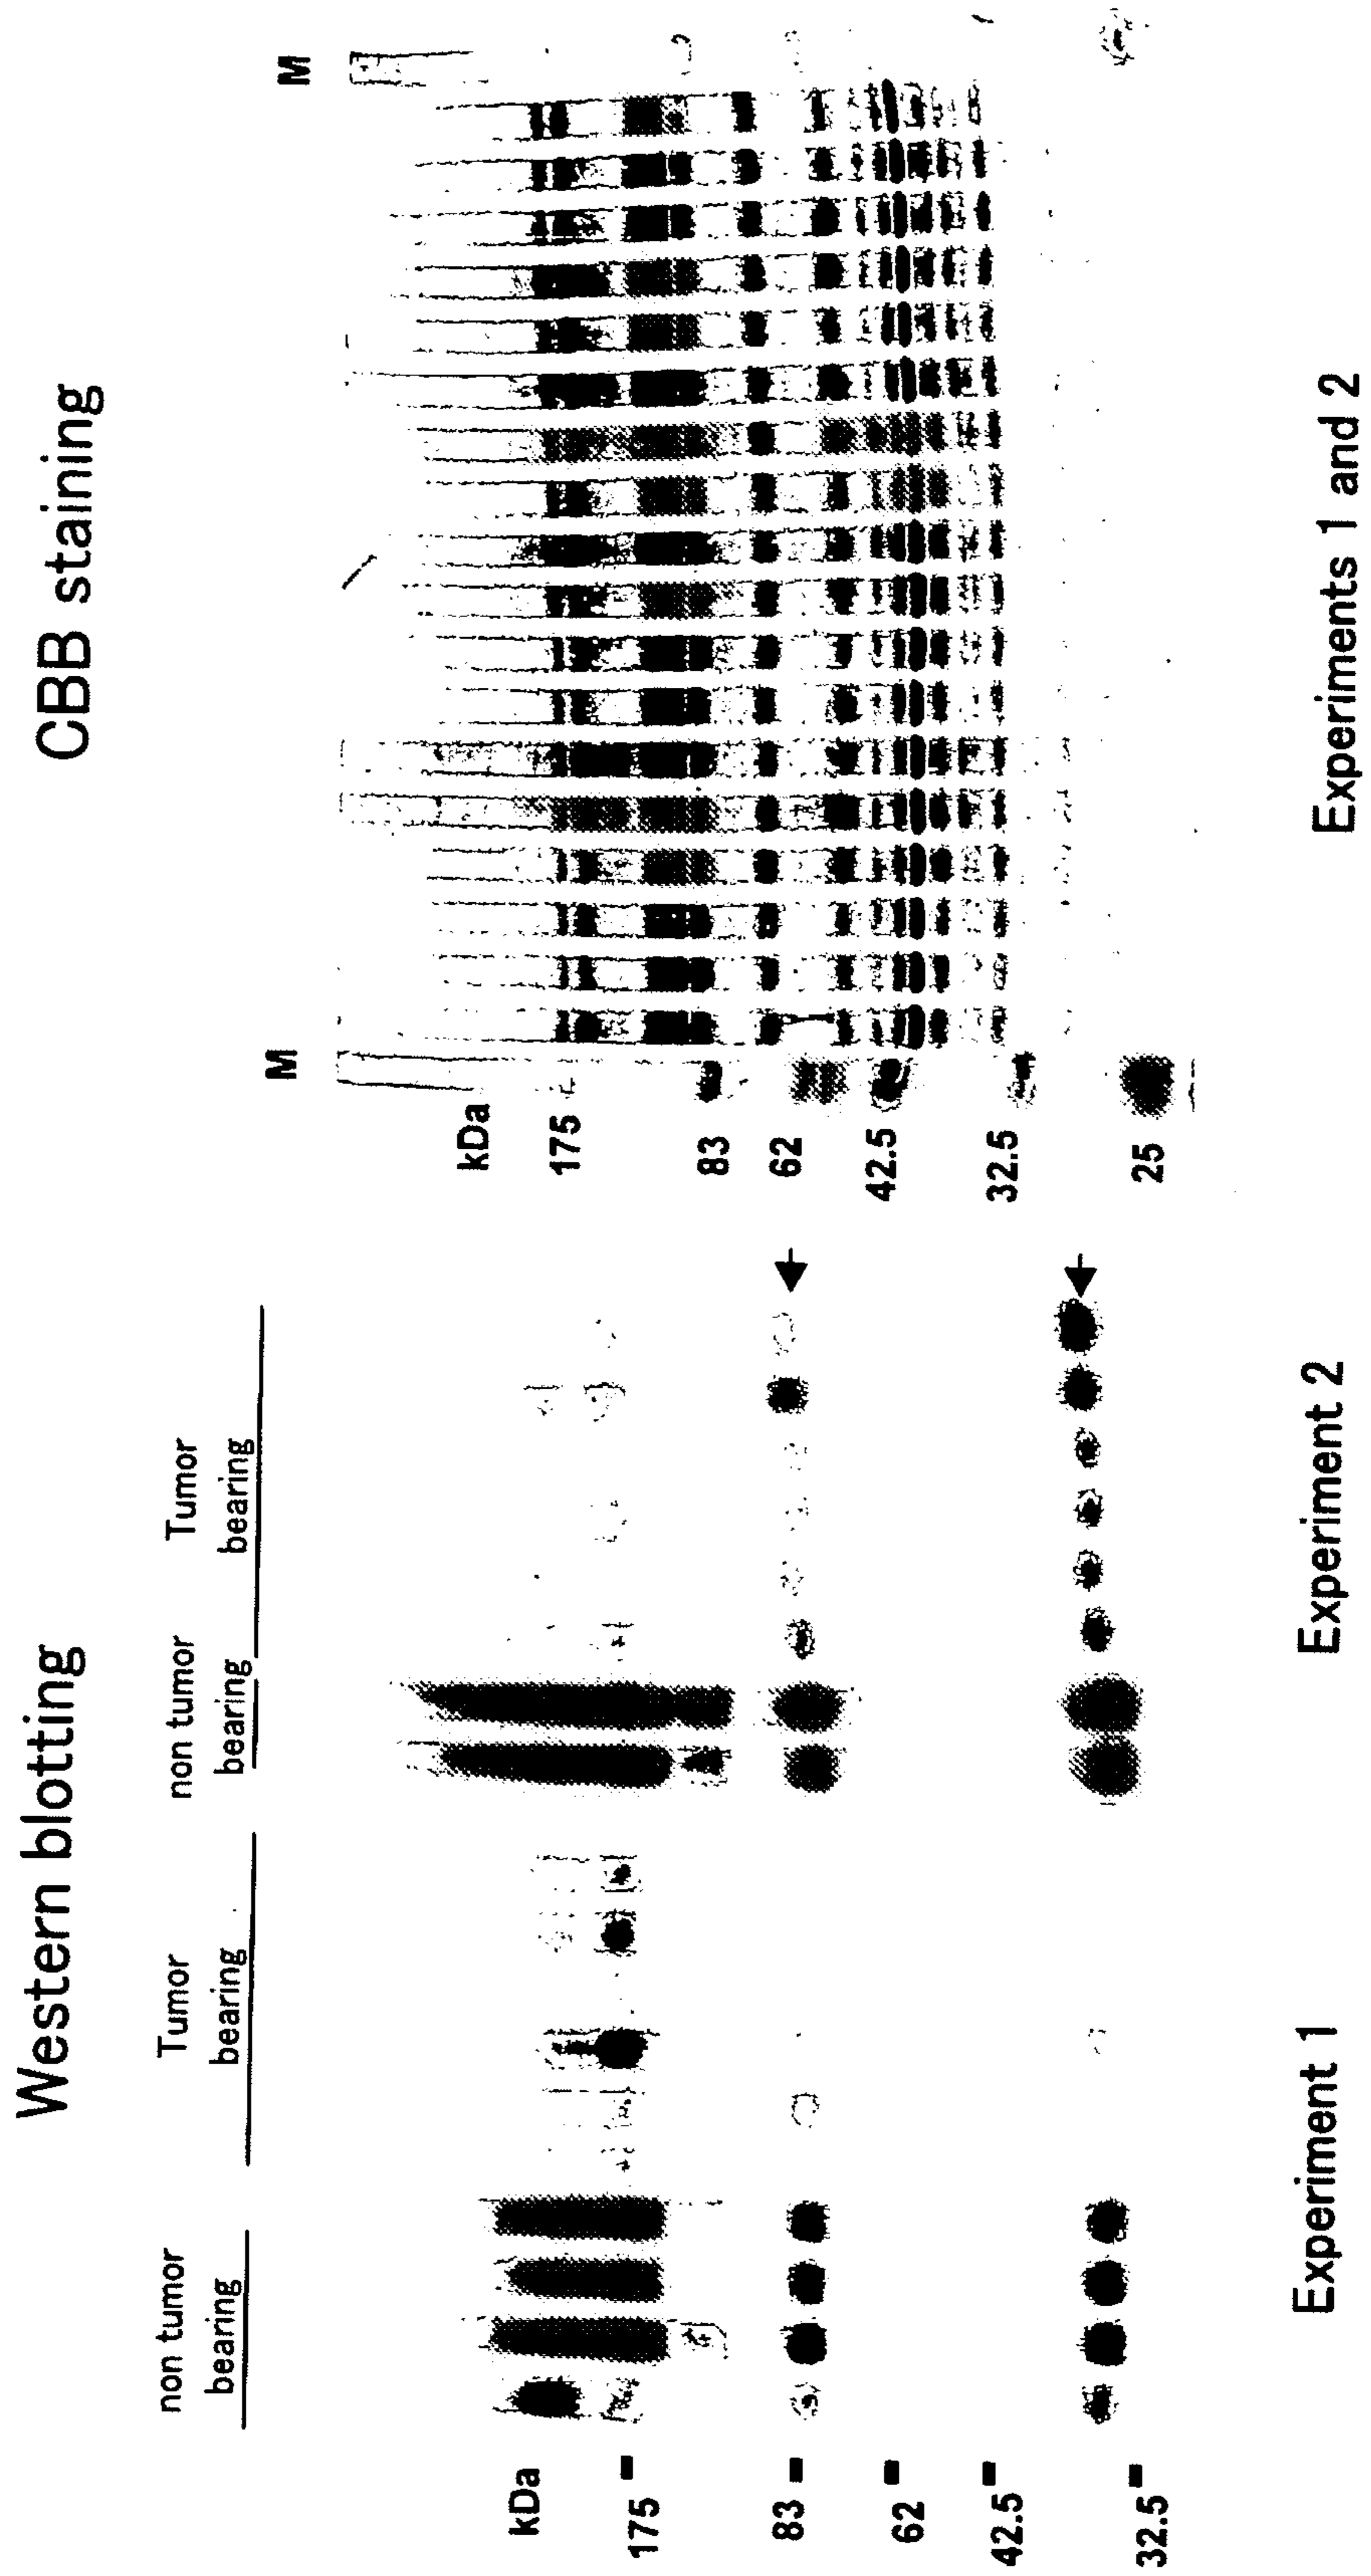 Western blotting
non tumor
bearing
Tumor
bearing
non tumor
bearing
Tumor
bearing
kDa
175
83
62
42.5
32.5
Experiment 1
Experiment 2
CBB staining
M
M
kDa
175
83
62
42.5
32.5
25
Experiments 1 and 2